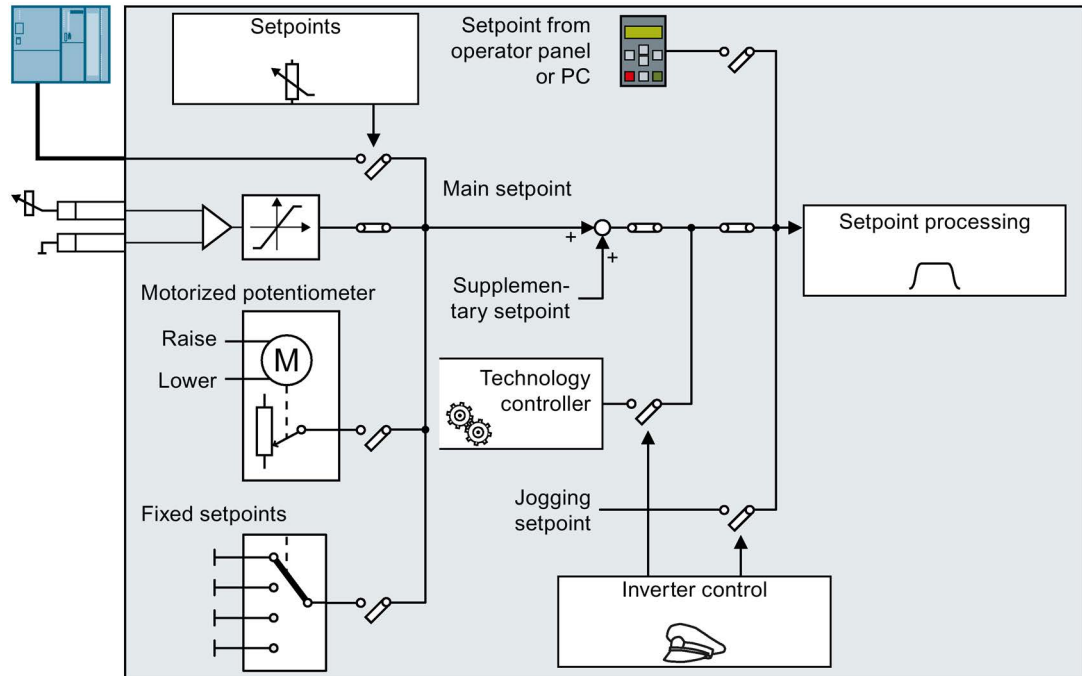 Setpoints
Setpoint from
operator panel
or PC
Main setpoint
+
+
Setpoint processing
Supplemen-
tary setpoint
Motorized potentiometer
Raise
M
Lower
Technology
controller
Jogging
setpoint
Fixed setpoints
Inverter control